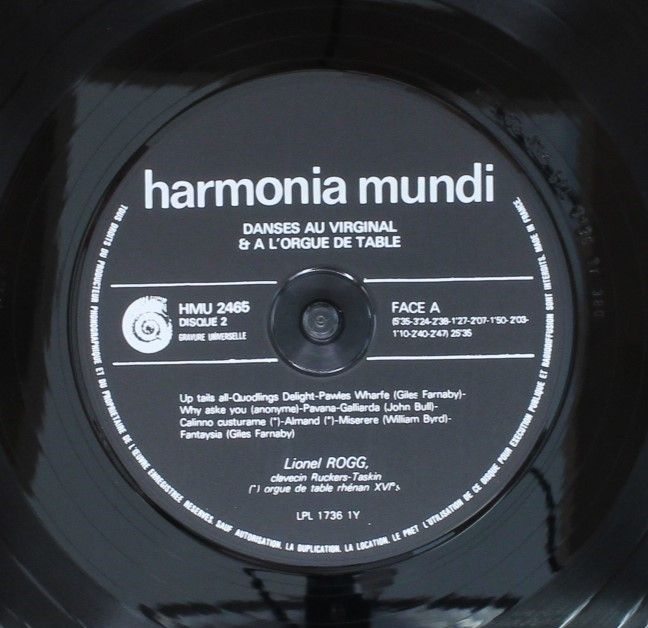 harmonia mundi
DANSES AU VIRGINAL
& A L'ORGUE DE TABLE
HMU 2465
DISQUE 2
GRAVURE UNIVERSELLE
FACE A
(5'35-3'24-2'38-1'27-2'07-1'50-2'03-
1'10-2'40-2'47) 25'35
Up tails all-Quodlings Delight-Pawles Wharfe (Giles Farnaby)-
Why aske you (anonyme)-Pavana-Galliarda (John Bull)-
Calinno custurame (*)-Almand (*)-Miserere (William Byrd)-
Fantaysia (Giles Farnaby)
Lionel ROGG,
clavecin Ruckers-Taskin
(*) orgue de table rhénan XVIᵉs
LPL 1736 1Y
TOUS DROITS DU PRODUCTEUR PHONOGRAPHIQUE ET DU PROPRIETAIRE DE L'ŒUVRE ENREGISTREE RESERVES. SAUF AUTORISATION, LA DUPLICATION, LA LOCATION, LE PRET L'UTILISATION DE CE DISQUE POUR EXECUTION PUBLIQUE ET RADIODIFFUSION SONT INTERDITS. MADE IN FRANCE.